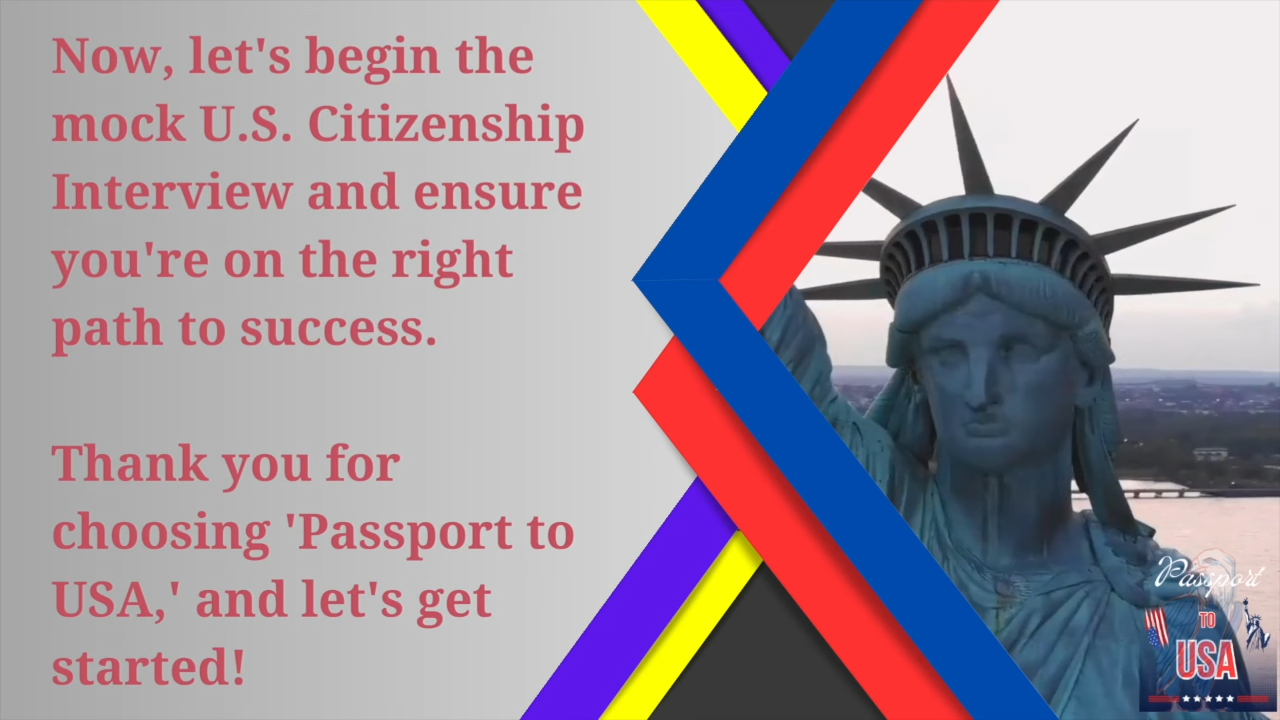 Now, let's begin the
mock U.S. Citizenship
Interview and ensure
you're on the right
path to success.
Thank you for
choosing 'Passport to
USA,' and let's get
started!
Passport
TO
USA